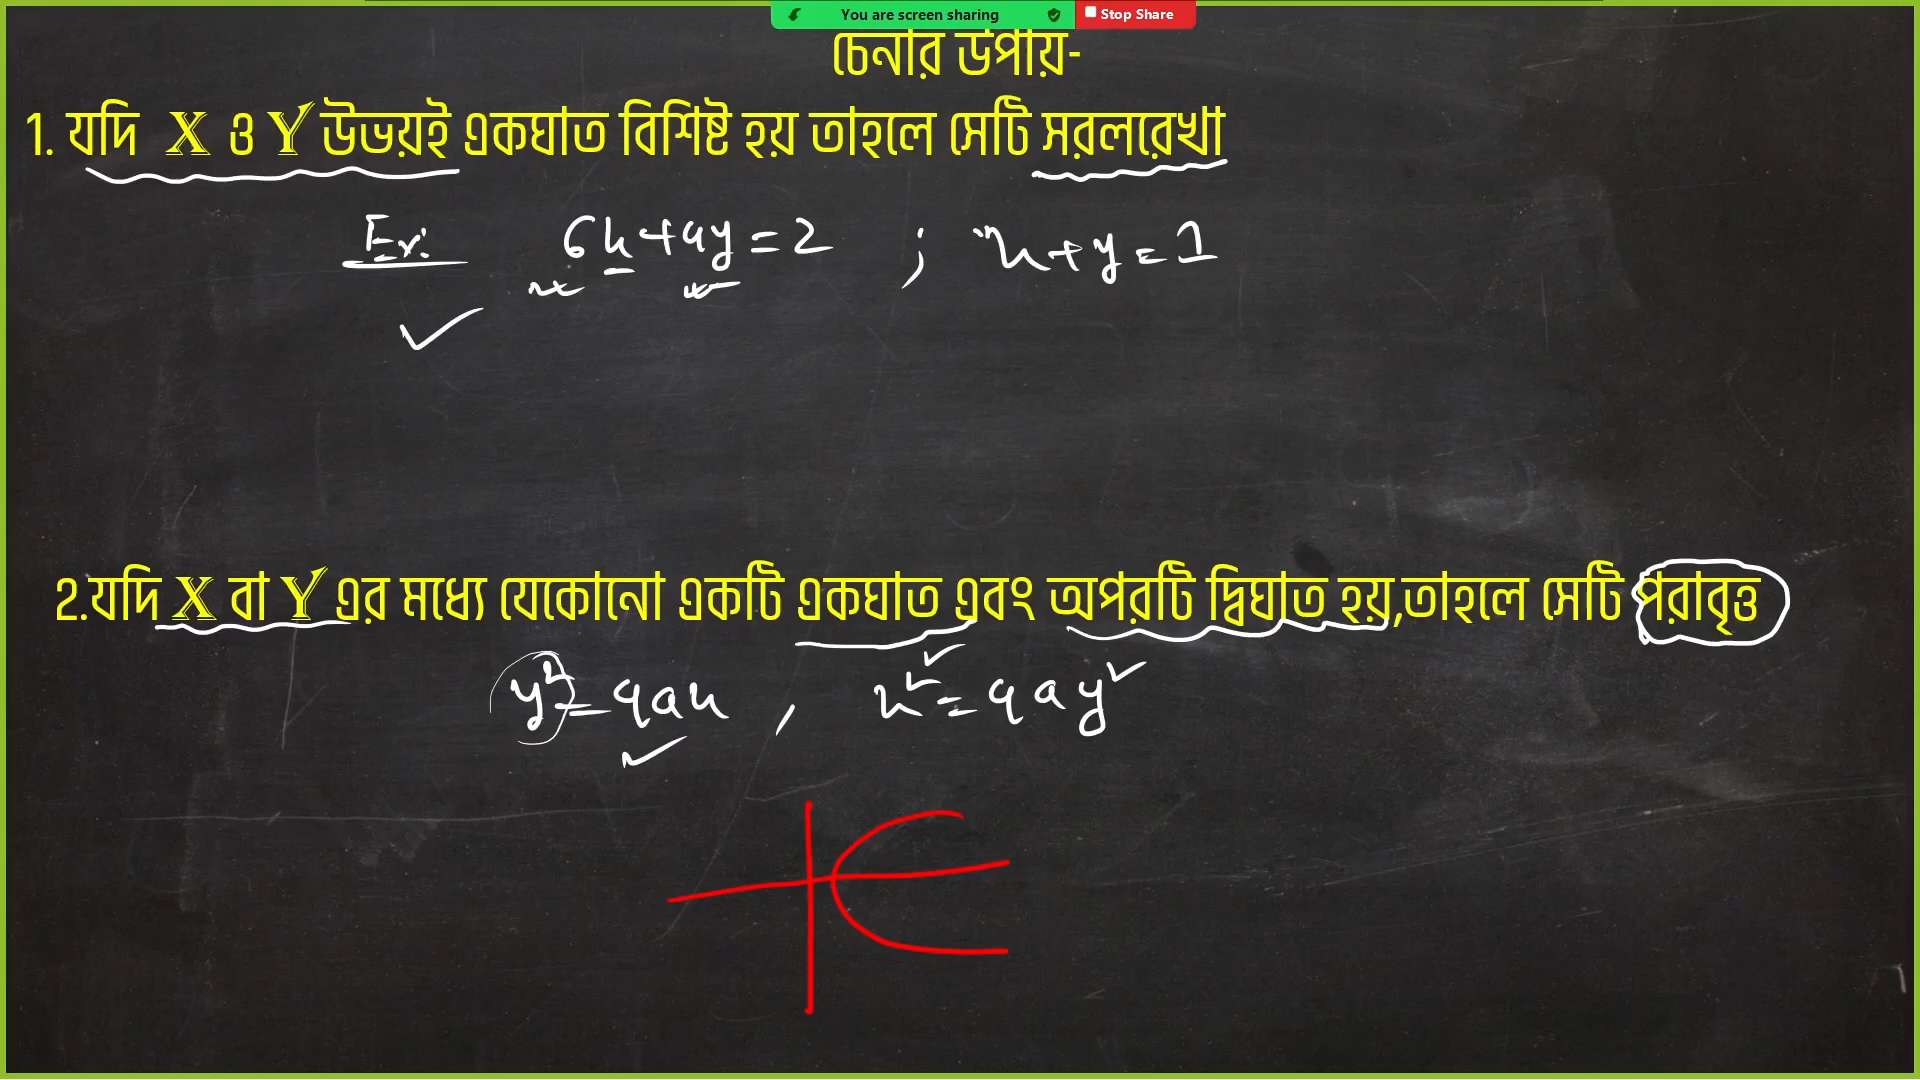 You are screen sharing Stop Share
চেনার উপায়-
1. যদি X ও Y উভয়ই একঘাত বিশিষ্ট হয় তাহলে সেটি সরলরেখা
Ex: 6x+4y=2 ; x+y=1
2.যদি X বা Y এর মধ্যে যেকোনো একটি একঘাত এবং অপরটি দ্বিঘাত হয়,তাহলে সেটি পরাবৃত্ত
y²=4ax , x²=4ay